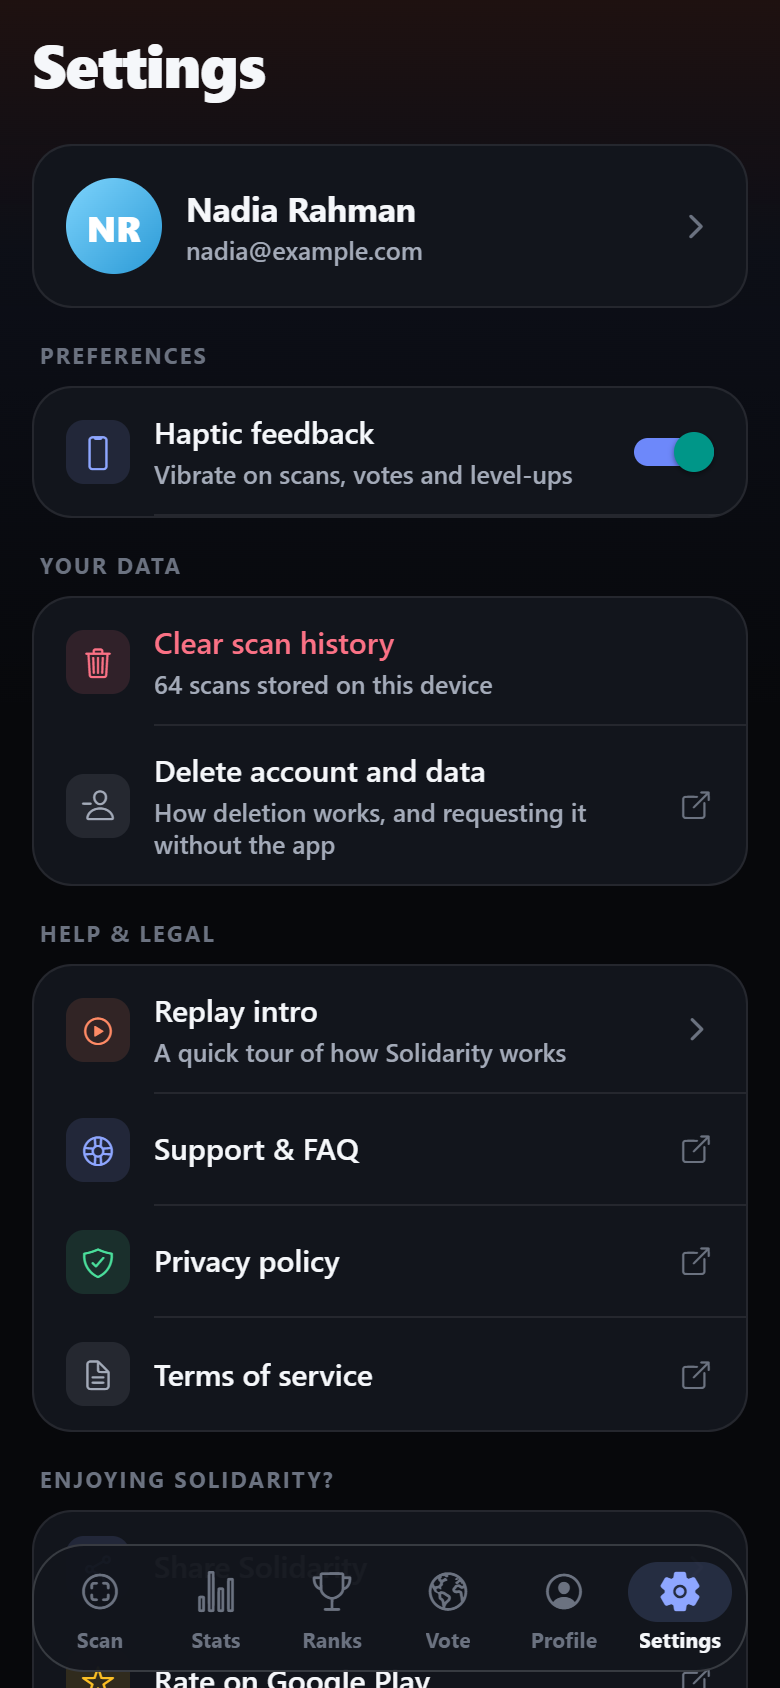 Settings
NR
Nadia Rahman
nadia@example.com
PREFERENCES
Haptic feedback
Vibrate on scans, votes and level-ups
YOUR DATA
Clear scan history
64 scans stored on this device
Delete account and data
How deletion works, and requesting it
without the app
HELP & LEGAL
Replay intro
A quick tour of how Solidarity works
Support & FAQ
Privacy policy
Terms of service
ENJOYING SOLIDARITY?
Share Solidarity
Scan
Stats
Ranks
Vote
Profile
Settings
Rate on Google Play